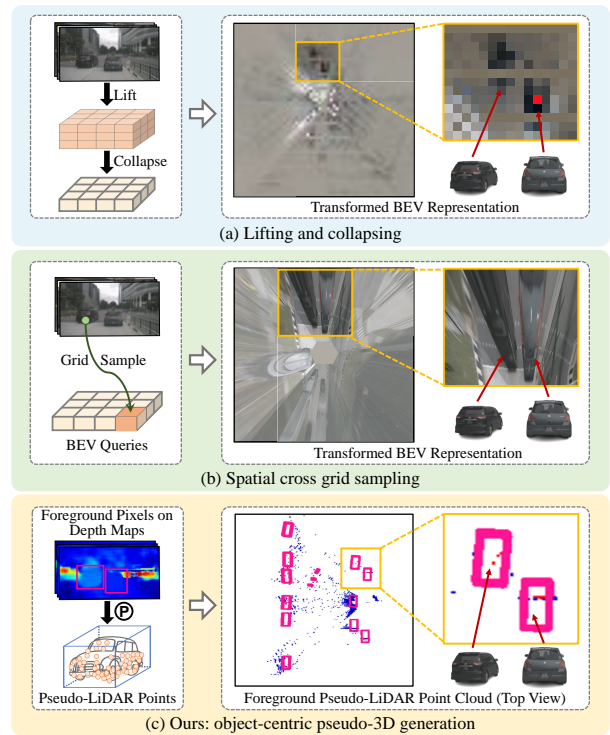 Lift
Collapse
Transformed BEV Representation
(a) Lifting and collapsing
Grid Sample
BEV Queries
Transformed BEV Representation
(b) Spatial cross grid sampling
Foreground Pixels on
Depth Maps
P
Pseudo-LiDAR Points
Foreground Pseudo-LiDAR Point Cloud (Top View)
(c) Ours: object-centric pseudo-3D generation